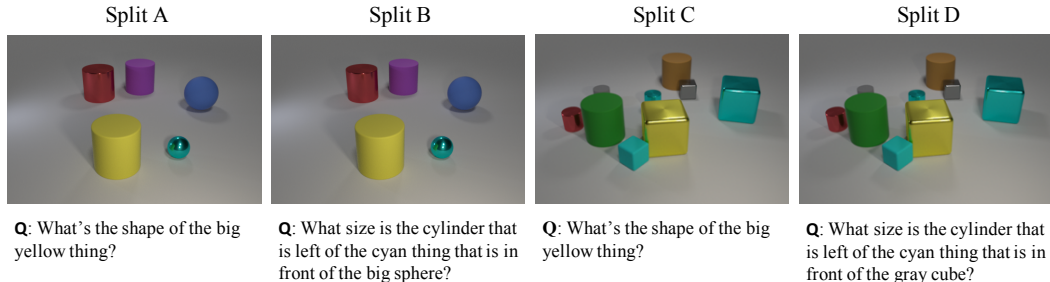 Split A
Split B
Split C
Split D
Q: What's the shape of the big
yellow thing?
Q: What size is the cylinder that
is left of the cyan thing that is in
front of the big sphere?
Q: What's the shape of the big
yellow thing?
Q: What size is the cylinder that
is left of the cyan thing that is in
front of the gray cube?